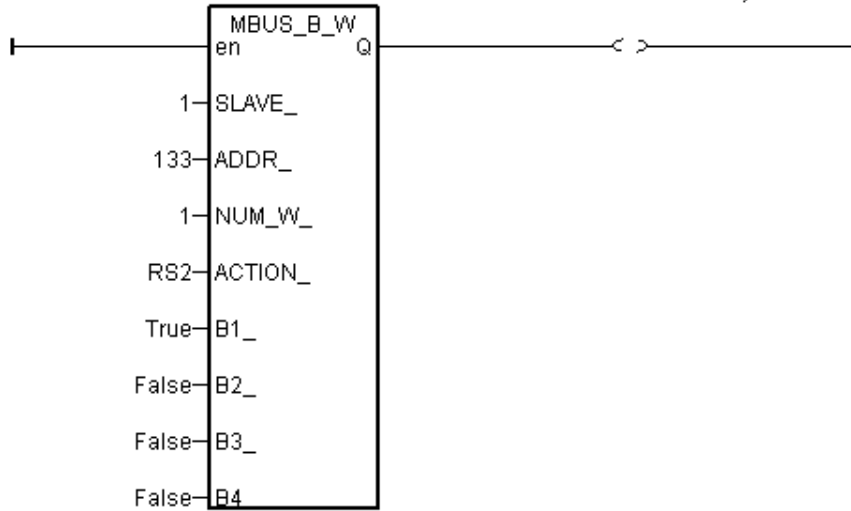 MBUS_B_W
en Q
1 SLAVE_
133 ADDR_
1 NUM_W_
RS2 ACTION_
True B1_
False B2_
False B3_
False B4